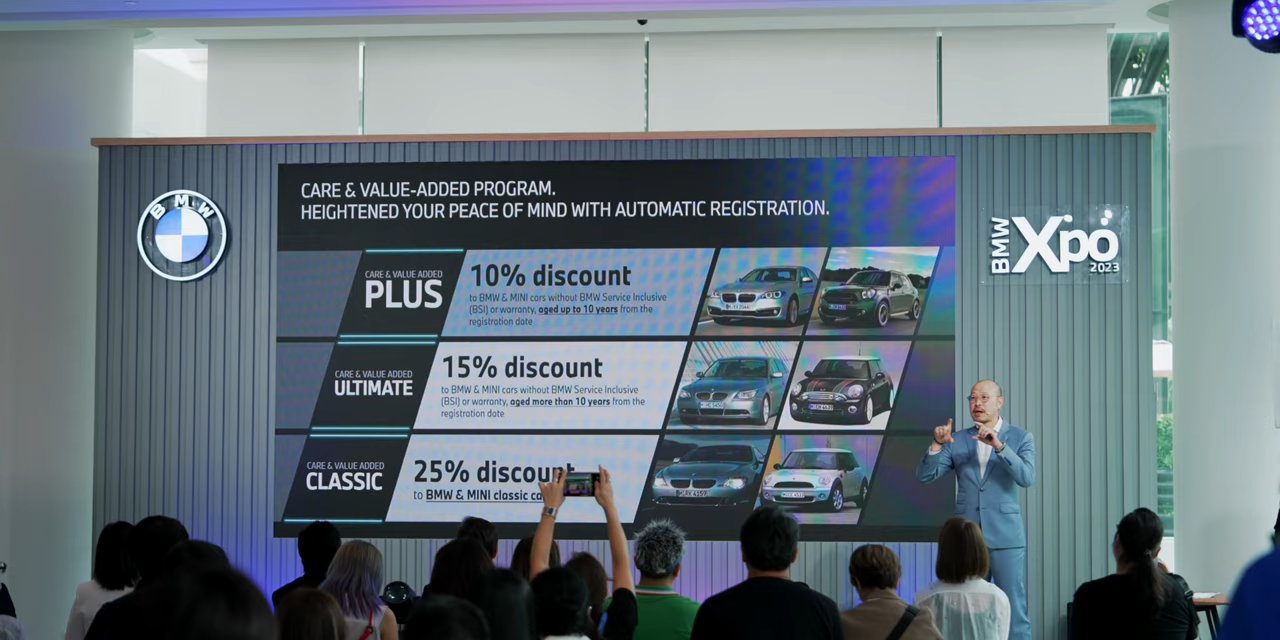 BMW
CARE & VALUE-ADDED PROGRAM.
HEIGHTENED YOUR PEACE OF MIND WITH AUTOMATIC REGISTRATION.
BMW
Xpo
2023
CARE & VALUE ADDED
PLUS
10% discount
to BMW & MINI cars without BMW Service Inclusive
(BSI) or warranty, aged up to 10 years from the
registration date
CARE & VALUE ADDED
ULTIMATE
15% discount
to BMW & MINI cars without BMW Service Inclusive
(BSI) or warranty, aged more than 10 years from the
registration date
CARE & VALUE ADDED
CLASSIC
25% discount
to BMW & MINI classic